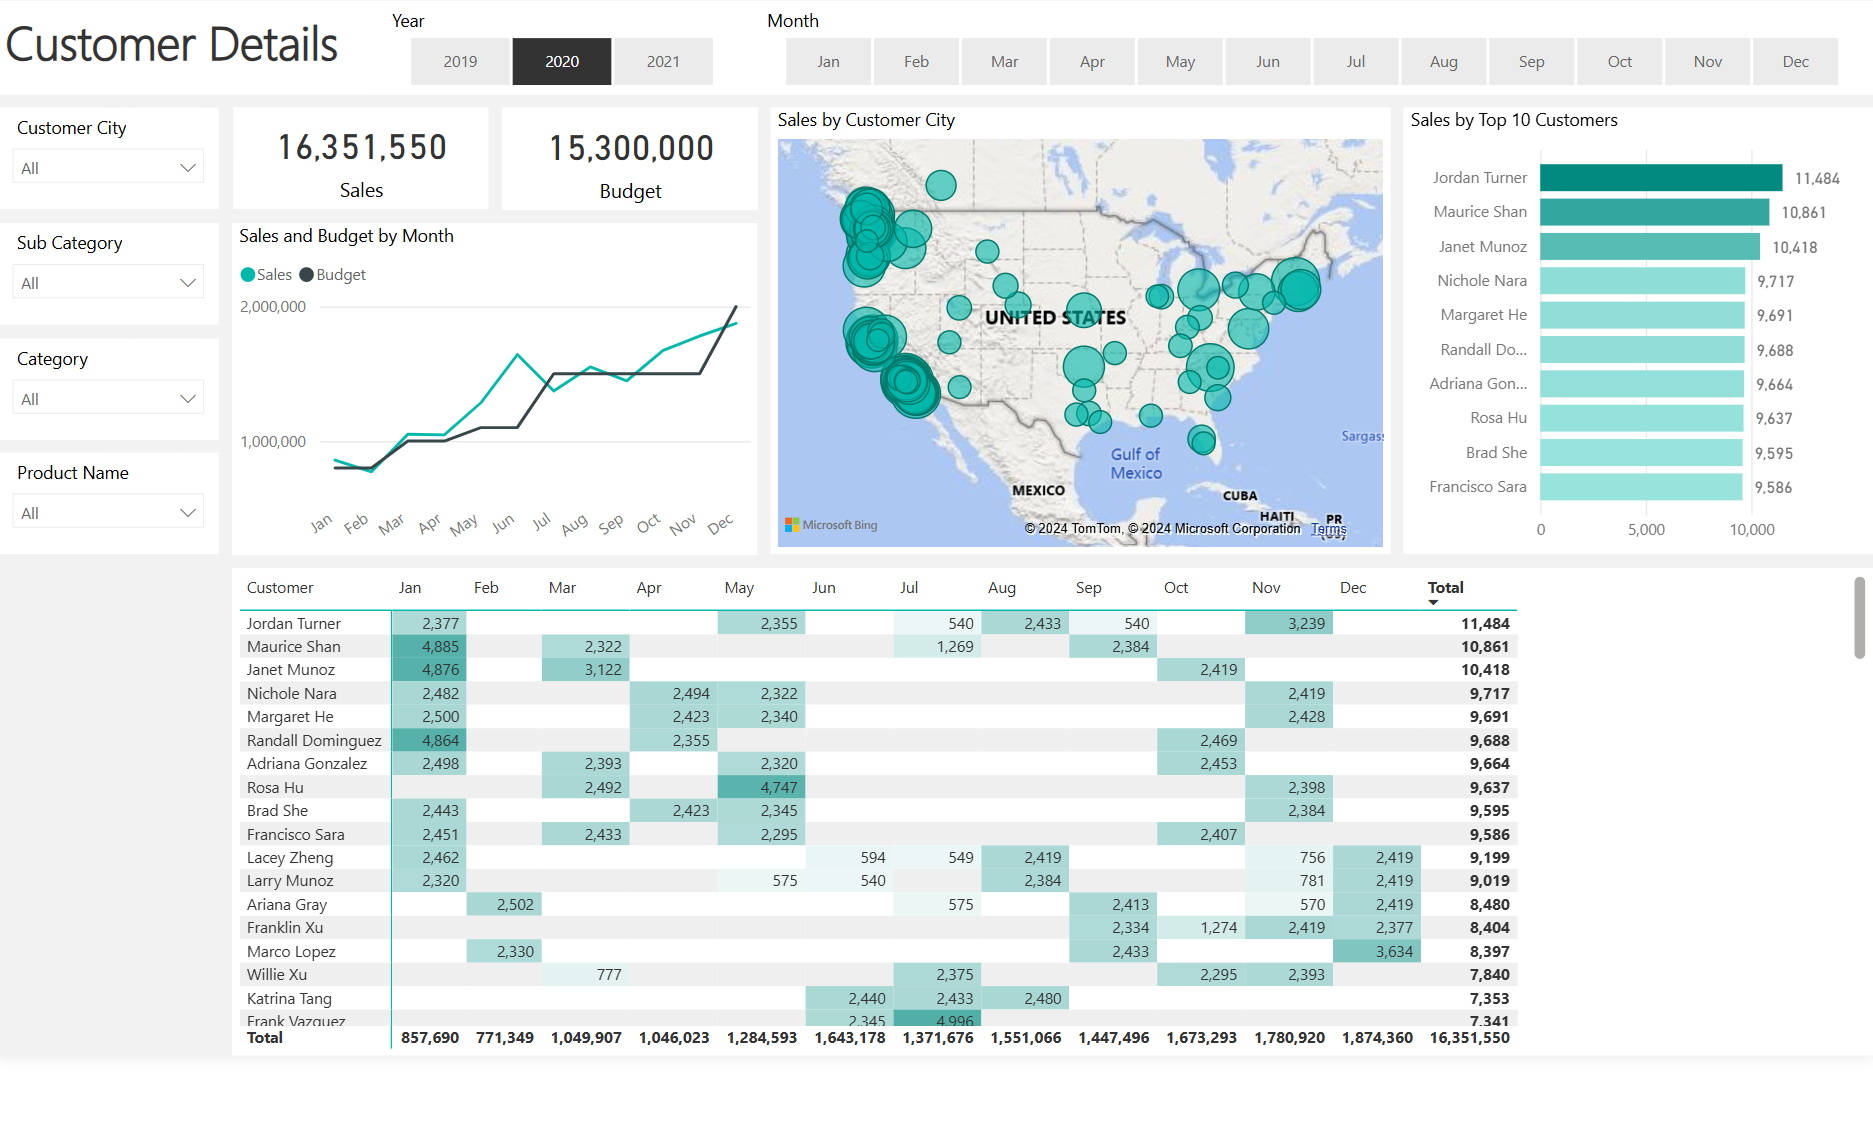 Customer Details
Year
2019 2020 2021
Month
Jan Feb Mar Apr May Jun Jul Aug Sep Oct Nov Dec
Customer City
All
Sub Category
All
Category
All
Product Name
All
16,351,550
Sales
15,300,000
Budget
Sales and Budget by Month
Sales Budget
2,000,000
1,000,000
Jan Feb Mar Apr May Jun Jul Aug Sep Oct Nov Dec
Sales by Customer City
UNITED STATES
Sargass
Gulf of
Mexico
MEXICO
CUBA
HAITI
PR
Microsoft Bing
© 2024 TomTom, © 2024 Microsoft Corporation Terms
Sales by Top 10 Customers
Jordan Turner 11,484
Maurice Shan 10,861
Janet Munoz 10,418
Nichole Nara 9,717
Margaret He 9,691
Randall Do... 9,688
Adriana Gon... 9,664
Rosa Hu 9,637
Brad She 9,595
Francisco Sara 9,586
0 5,000 10,000
Customer Jan Feb Mar Apr May Jun Jul Aug Sep Oct Nov Dec Total
Jordan Turner 2,377 2,355 540 2,433 540 3,239 11,484
Maurice Shan 4,885 2,322 1,269 2,384 10,861
Janet Munoz 4,876 3,122 2,419 10,418
Nichole Nara 2,482 2,494 2,322 2,419 9,717
Margaret He 2,500 2,423 2,340 2,428 9,691
Randall Dominguez 4,864 2,355 2,469 9,688
Adriana Gonzalez 2,498 2,393 2,320 2,453 9,664
Rosa Hu 2,492 4,747 2,398 9,637
Brad She 2,443 2,423 2,345 2,384 9,595
Francisco Sara 2,451 2,433 2,295 2,407 9,586
Lacey Zheng 2,462 594 549 2,419 756 2,419 9,199
Larry Munoz 2,320 575 540 2,384 781 2,419 9,019
Ariana Gray 2,502 575 2,413 570 2,419 8,480
Franklin Xu 2,334 1,274 2,419 2,377 8,404
Marco Lopez 2,330 2,433 3,634 8,397
Willie Xu 777 2,375 2,295 2,393 7,840
Katrina Tang 2,440 2,433 2,480 7,353
Frank Vazquez 2,345 4,996 7,341
Total 857,690 771,349 1,049,907 1,046,023 1,284,593 1,643,178 1,371,676 1,551,066 1,447,496 1,673,293 1,780,920 1,874,360 16,351,550